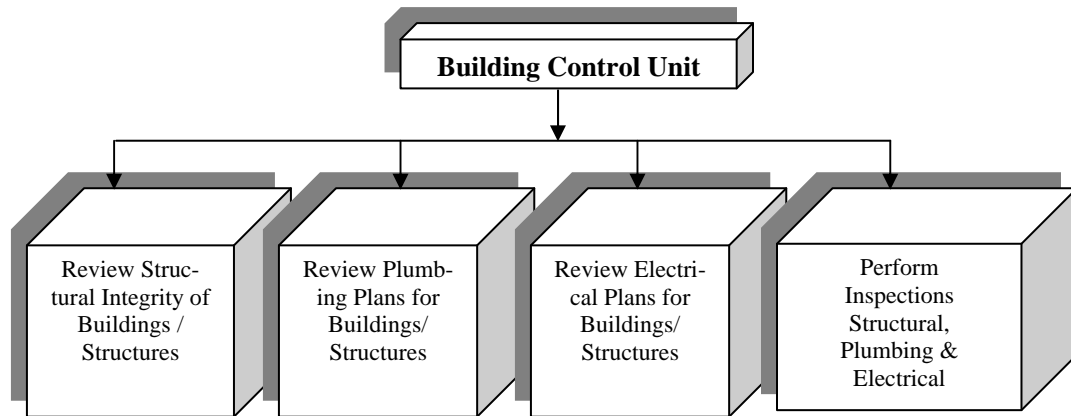 Building Control Unit
Review Struc-
tural Integrity of
Buildings /
Structures
Review Plumb-
ing Plans for
Buildings/
Structures
Review Electri-
cal Plans for
Buildings/
Structures
Perform
Inspections
Structural,
Plumbing &
Electrical